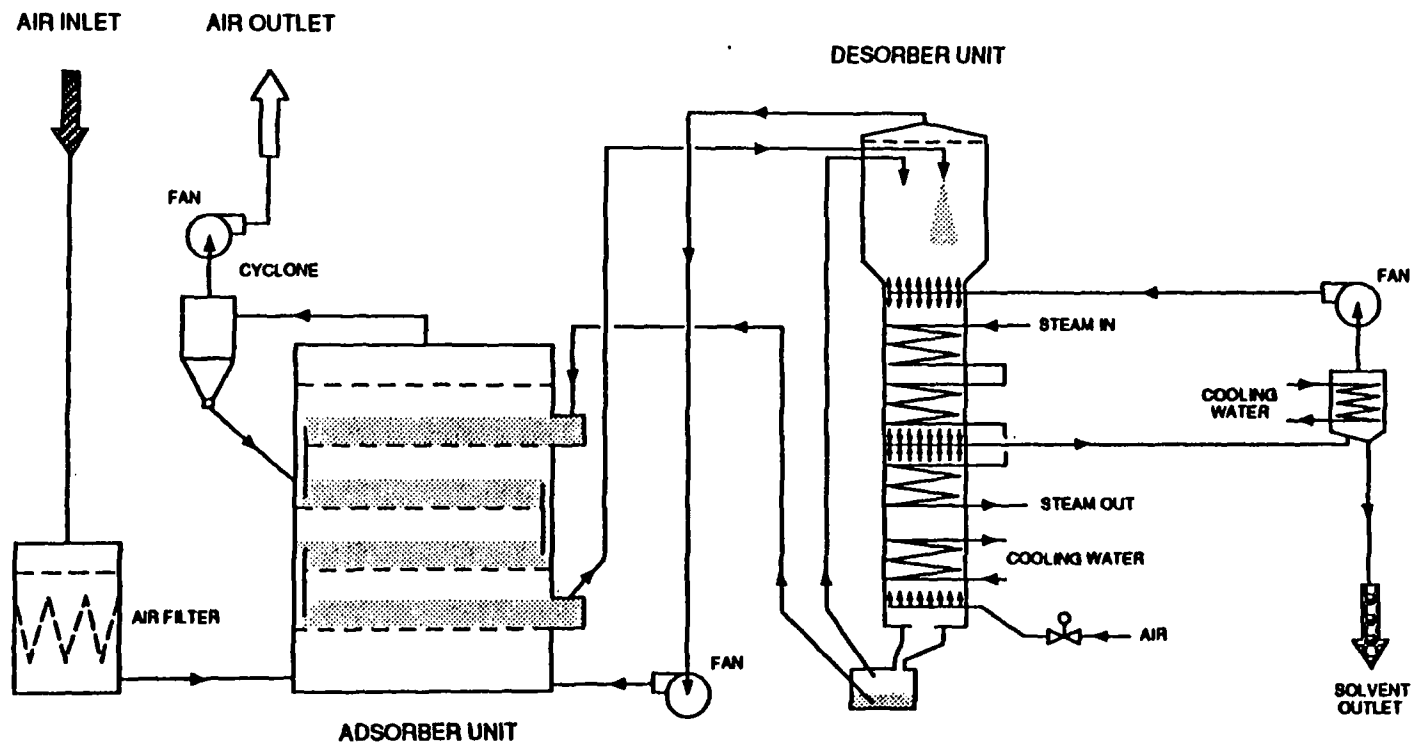 AIR INLET
AIR OUTLET
DESORBER UNIT
FAN
CYCLONE
FAN
STEAM IN
COOLING
WATER
STEAM OUT
COOLING WATER
AIR FILTER
AIR
FAN
SOLVENT
OUTLET
ADSORBER UNIT